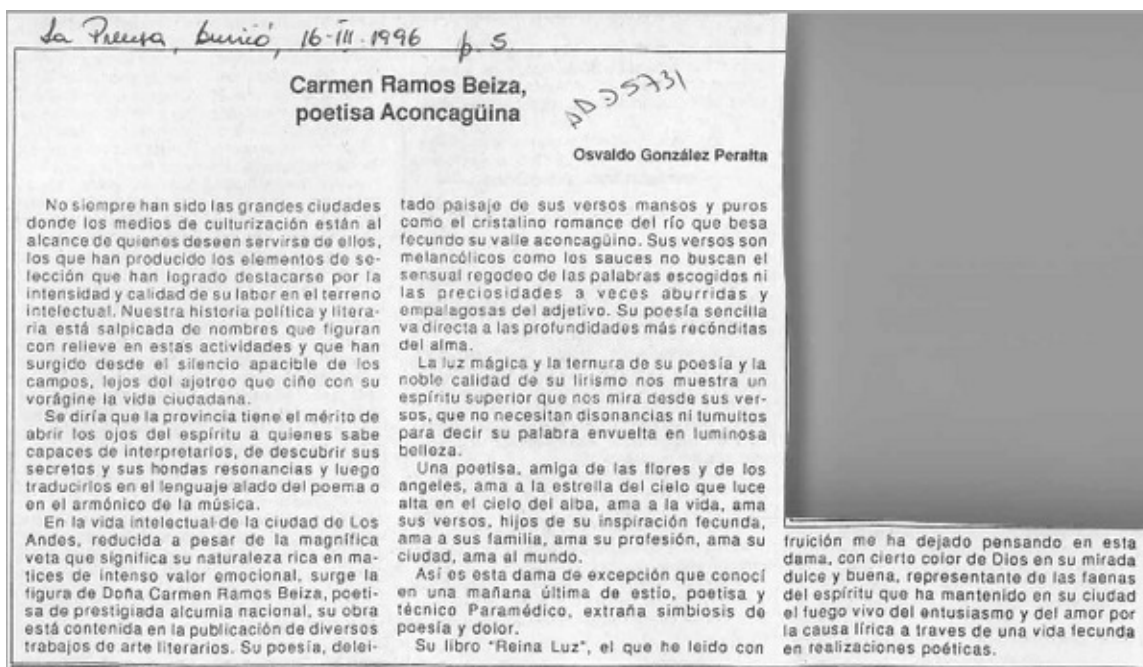 La Prensa, Curicó, 16-III-1996 p. 5
Carmen Ramos Beiza,
poetisa Aconcagüina
Osvaldo González Peralta
No siempre han sido las grandes ciudades
donde los medios de culturización están al
alcance de quienes deseen servirse de ellos,
los que han producido los elementos de se-
lección que han logrado destacarse por la
intensidad y calidad de su labor en el terreno
intelectual. Nuestra historia política y litera-
ria está salpicada de nombres que figuran
con relieve en estas actividades y que han
surgido desde el silencio apacible de los
campos, lejos del ajetreo que ciñe con su
vorágine la vida ciudadana.
Se diría que la provincia tiene el mérito de
abrir los ojos del espíritu a quienes sabe
capaces de interpretarlos, de descubrir sus
secretos y sus hondas resonancias y luego
traducirlos en el lenguaje alado del poema o
en el armónico de la música.
En la vida intelectual de la ciudad de Los
Andes, reducida a pesar de la magnífica
veta que significa su naturaleza rica en ma-
tices de intenso valor emocional, surge la
figura de Doña Carmen Ramos Beiza, poeti-
sa de prestigiada alcurnia nacional, su obra
está contenida en la publicación de diversos
trabajos de arte literarios. Su poesía, delei-
tado paisaje de sus versos mansos y puros
como el cristalino romance del río que besa
fecundo su valle aconcagüino. Sus versos son
melancólicos como los sauces no buscan el
sensual regodeo de las palabras escogidos ni
las preciosidades a veces aburridas y
empalagosas del adjetivo. Su poesía sencilla
va directa a las profundidades más recónditas
del alma.
La luz mágica y la ternura de su poesía y la
noble calidad de su lirismo nos muestra un
espíritu superior que nos mira desde sus ver-
sos, que no necesitan disonancias ni tumultos
para decir su palabra envuelta en luminosa
belleza.
Una poetisa, amiga de las flores y de los
angeles, ama a la estrella del cielo que luce
alta en el cielo del alba, ama a la vida, ama
sus versos, hijos de su inspiración fecunda,
ama a sus familia, ama su profesión, ama su
ciudad, ama al mundo.
Así es esta dama de excepción que conocí
en una mañana última de estío, poetisa y
técnico Paramédico, extraña simbiosis de
poesía y dolor.
Su libro "Reina Luz", el que he leido con
fruición me ha dejado pensando en esta
dama, con cierto color de Dios en su mirada
dulce y buena, representante de las faenas
del espíritu que ha mantenido en su ciudad
el fuego vivo del entusiasmo y del amor por
la causa lírica a traves de una vida fecunda
en realizaciones poéticas.